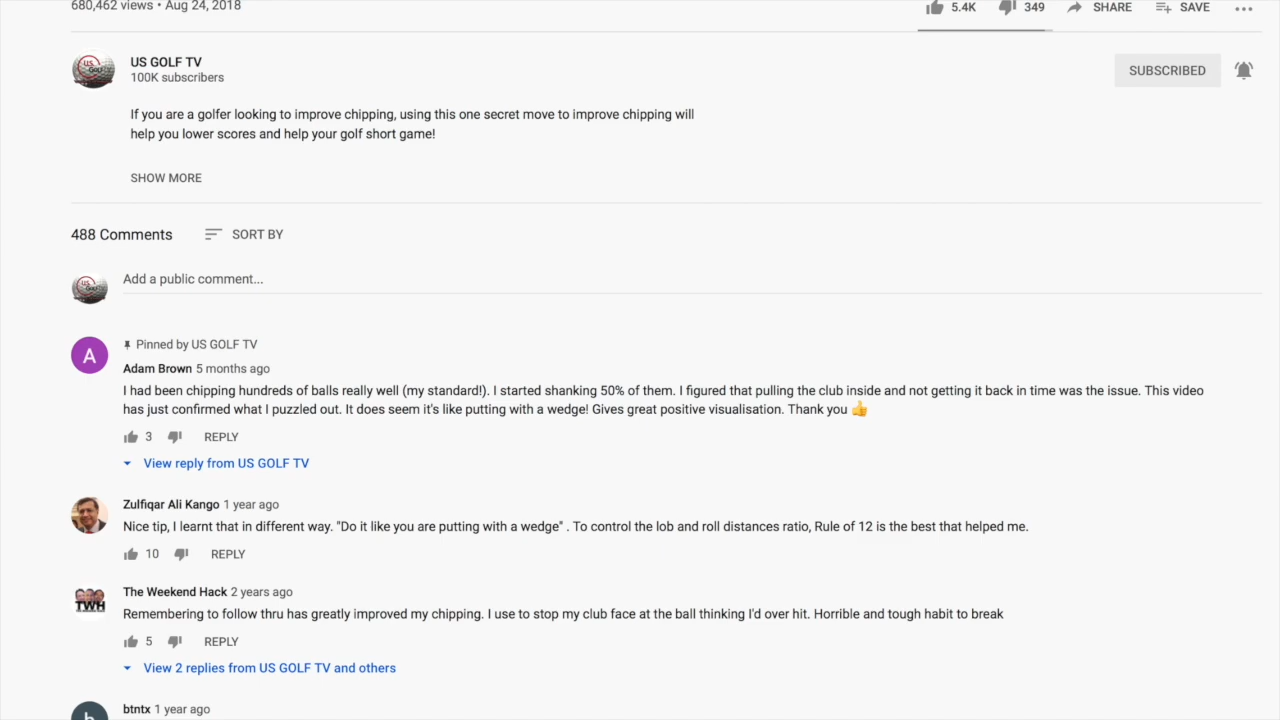 680,462 views • Aug 24, 2018
5.4K 349 SHARE SAVE
US GOLF TV
100K subscribers
SUBSCRIBED
If you are a golfer looking to improve chipping, using this one secret move to improve chipping will
help you lower scores and help your golf short game!
SHOW MORE
488 Comments SORT BY
Add a public comment...
A
Pinned by US GOLF TV
Adam Brown 5 months ago
I had been chipping hundreds of balls really well (my standard!). I started shanking 50% of them. I figured that pulling the club inside and not getting it back in time was the issue. This video
has just confirmed what I puzzled out. It does seem it's like putting with a wedge! Gives great positive visualisation. Thank you 👍
3 REPLY
View reply from US GOLF TV
Zulfiqar Ali Kango 1 year ago
Nice tip, I learnt that in different way. "Do it like you are putting with a wedge" . To control the lob and roll distances ratio, Rule of 12 is the best that helped me.
10 REPLY
TWH
The Weekend Hack 2 years ago
Remembering to follow thru has greatly improved my chipping. I use to stop my club face at the ball thinking I'd over hit. Horrible and tough habit to break
5 REPLY
View 2 replies from US GOLF TV and others
b
btntx 1 year ago